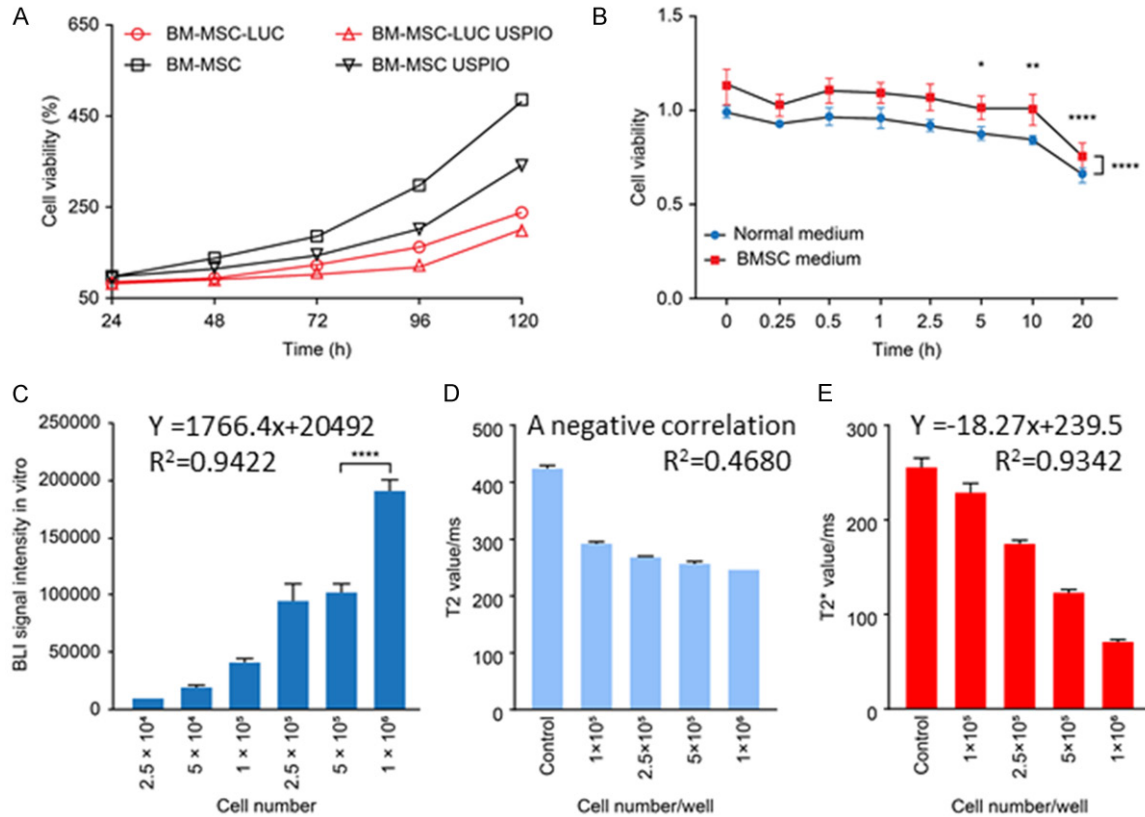 A
650
450
250
50
Cell viability (%)
BM-MSC-LUC
BM-MSC-LUC USPIO
BM-MSC
BM-MSC USPIO
24 48 72 96 120
Time (h)
B
1.5
1.0
0.5
0.0
Cell viability
* ** ****
****
Normal medium
BMSC medium
0 0.25 0.5 1 2.5 5 10 20
Time (h)
C
250000
200000
150000
100000
50000
0
BLI signal intensity in vitro
Y =1766.4x+20492
R²=0.9422
****
2.5 × 10⁴
5 × 10⁴
1 × 10⁵
2.5 × 10⁵
5 × 10⁵
1 × 10⁶
Cell number
D
500
400
300
200
100
0
T2 value/ms
A negative correlation
R²=0.4680
Control
1×10⁵
2.5×10⁵
5×10⁵
1×10⁶
Cell number/well
E
300
200
100
0
T2* value/ms
Y=-18.27x+239.5
R²=0.9342
Control
1×10⁵
2.5×10⁵
5×10⁵
1×10⁶
Cell number/well